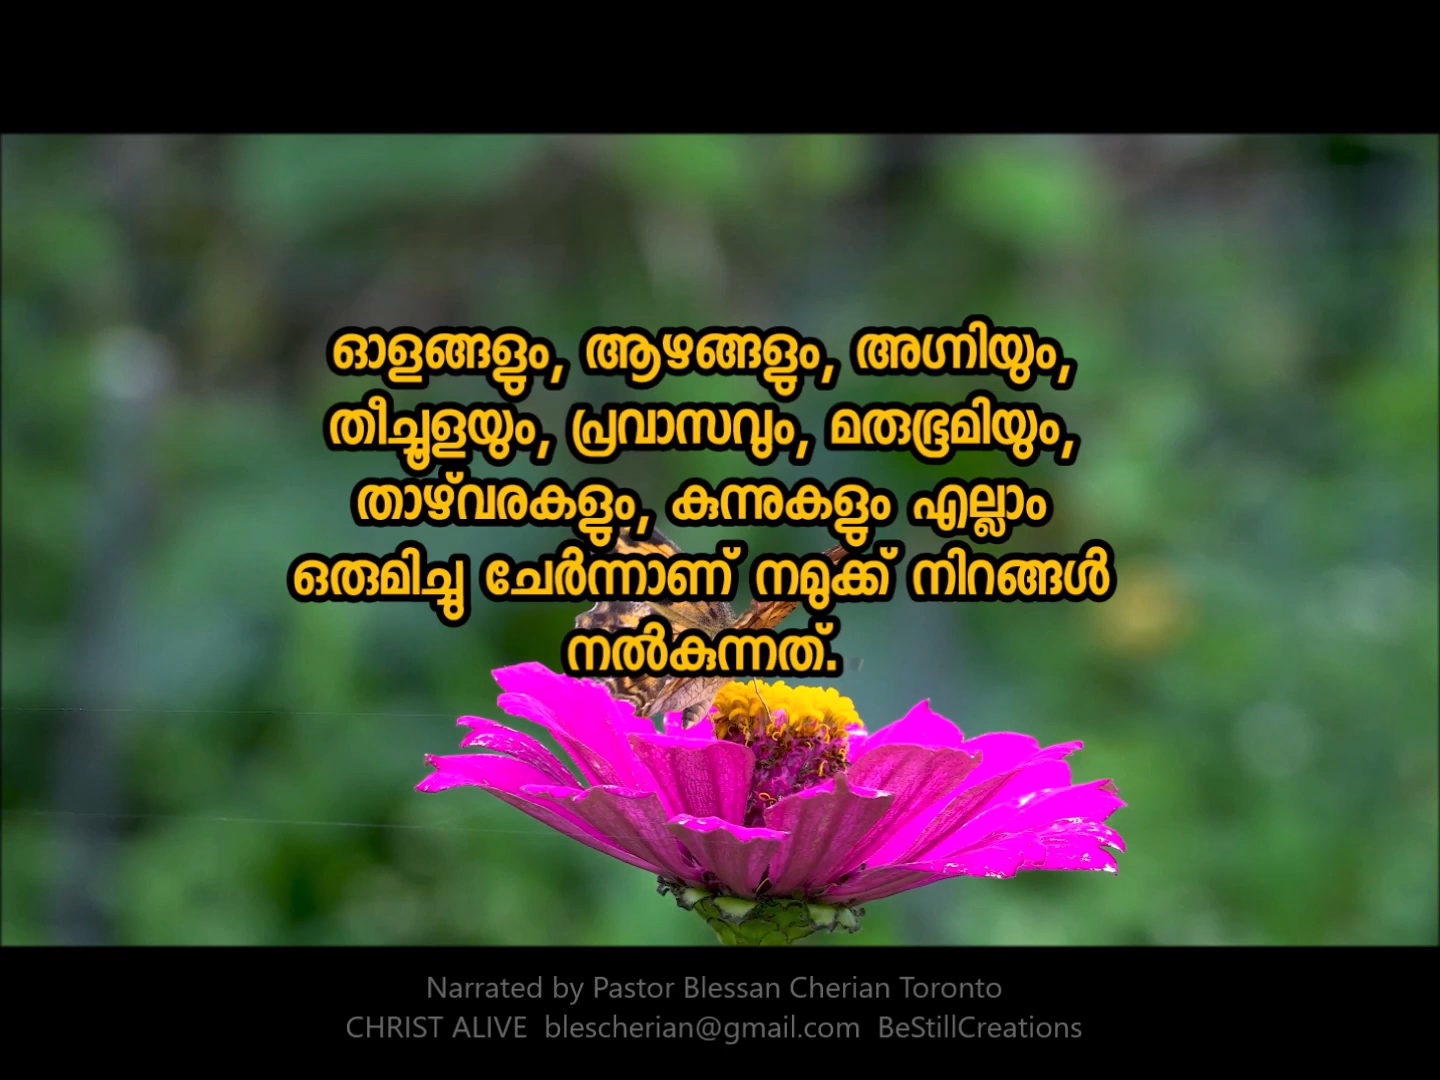 ഓളങ്ങളും, ആഴങ്ങളും, അഗ്നിയും,
തീച്ചൂളയും, പ്രവാസവും, മരുഭൂമിയും,
താഴ്‌വരകളും, കുന്നുകളും എല്ലാം
ഒരുമിച്ചു ചേർന്നാണ് നമുക്ക് നിറങ്ങൾ
നൽകുന്നത്.
Narrated by Pastor Blessan Cherian Toronto
CHRIST ALIVE blescherian@gmail.com BeStillCreations